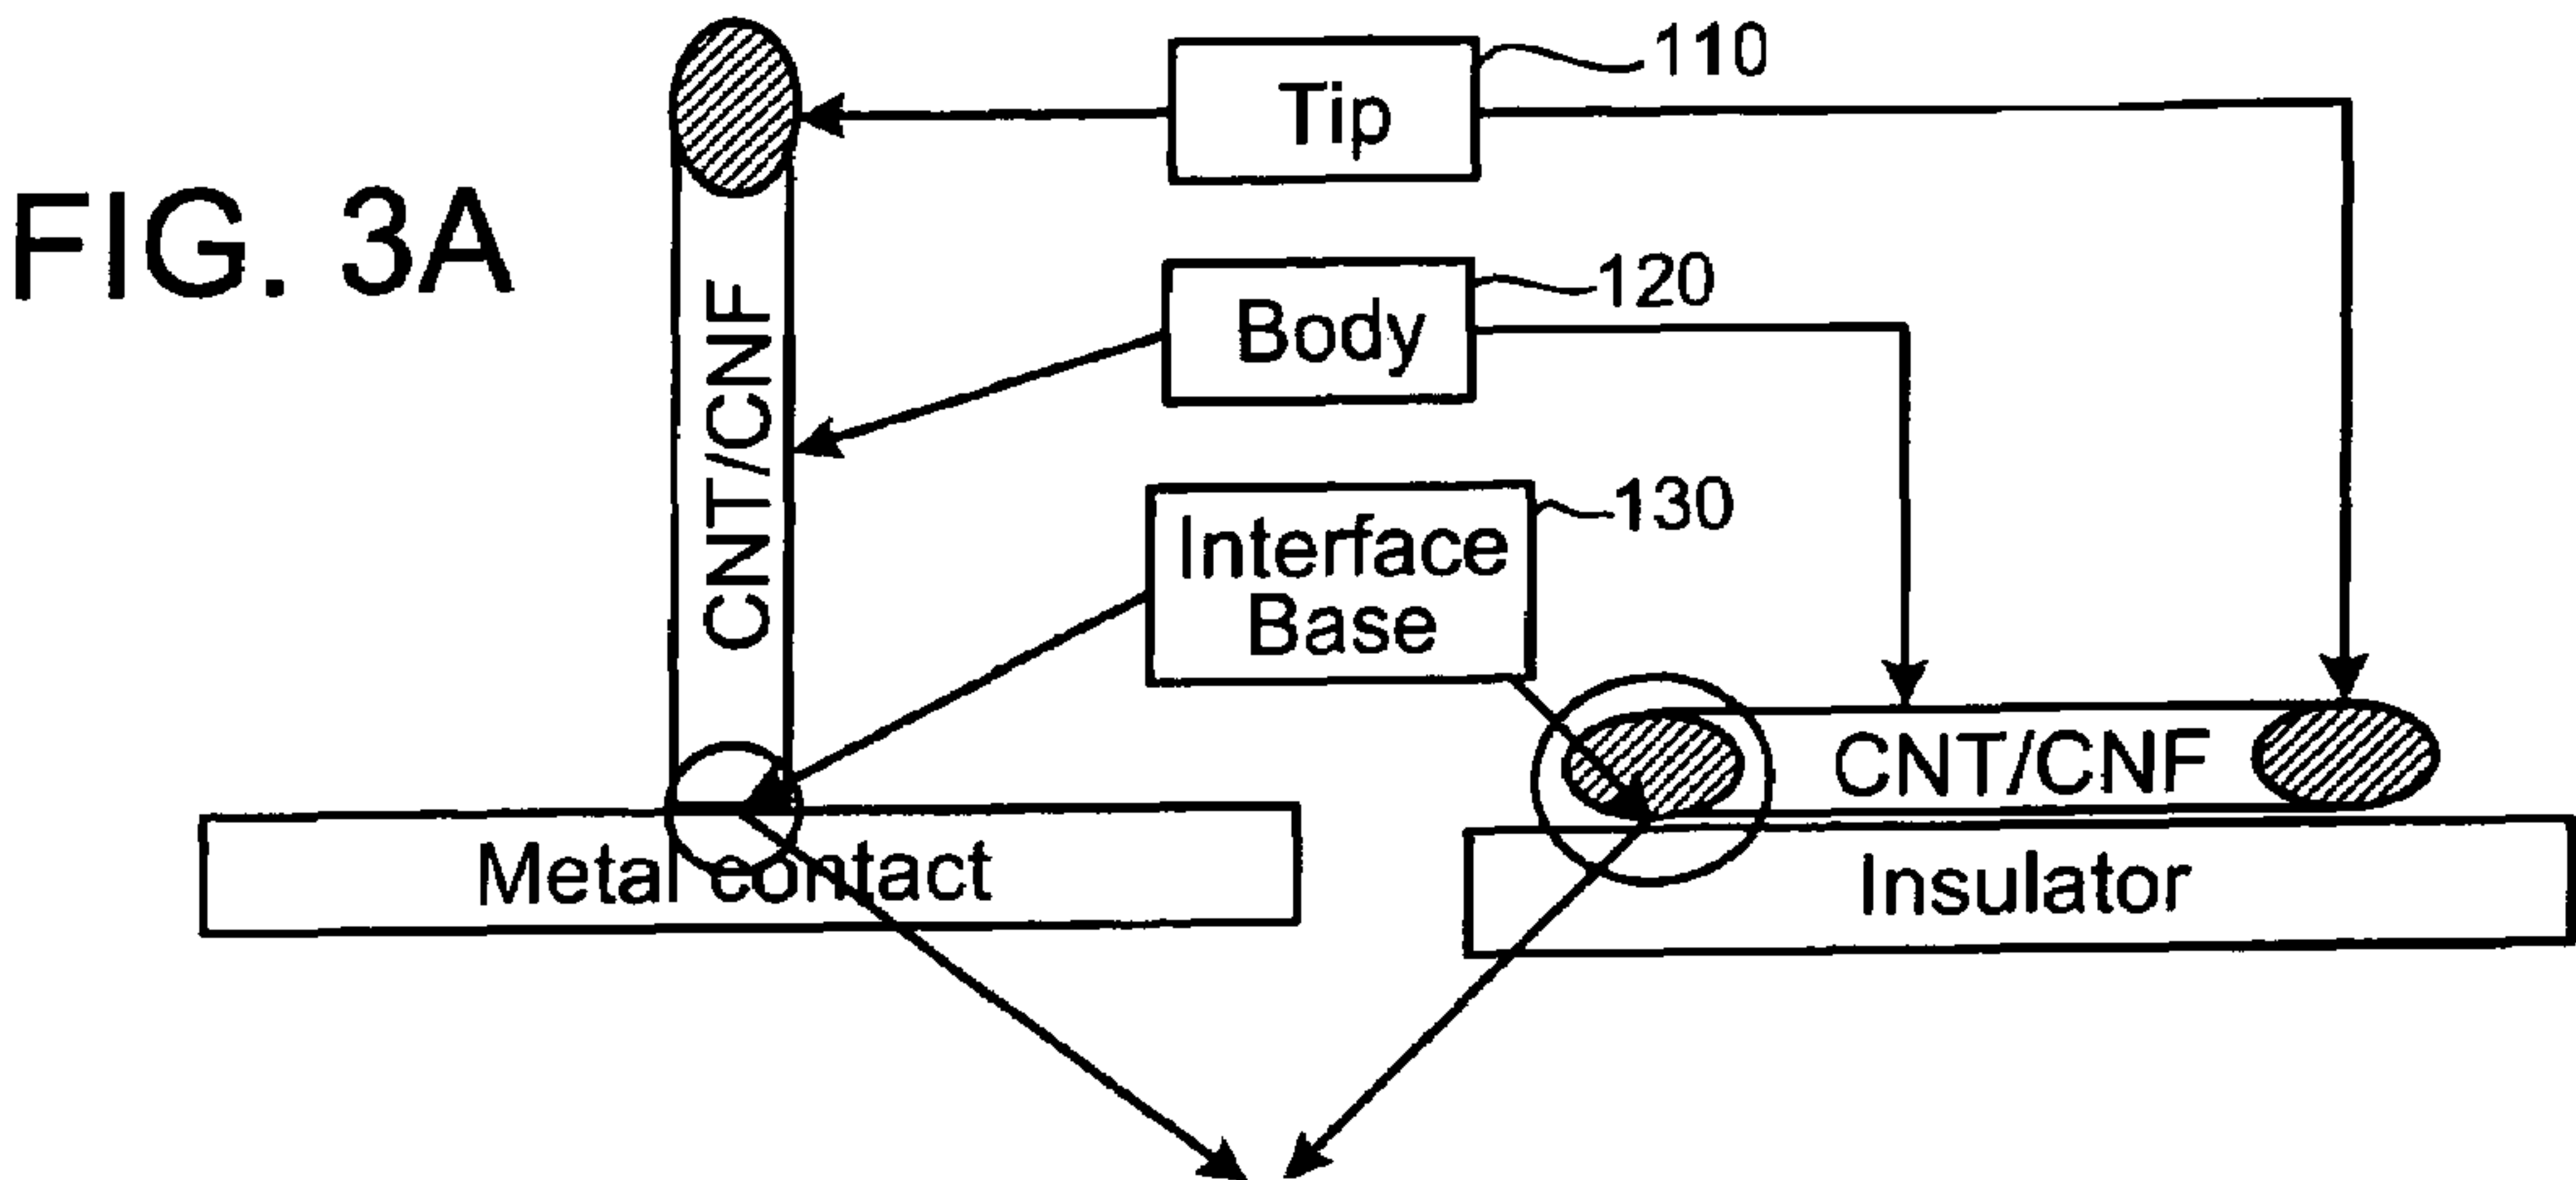 FIG. 3A
Tip
110
Body
120
Interface
Base
130
CNT/CNF
CNT/CNF
Metal contact
Insulator